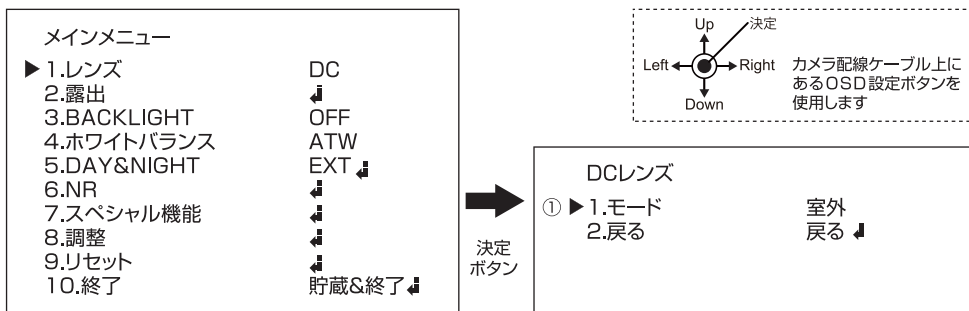 メインメニュー
▶1.レンズ DC
2.露出 ↲
3.BACKLIGHT OFF
4.ホワイトバランス ATW
5.DAY&NIGHT EXT ↲
6.NR ↲
7.スペシャル機能 ↲
8.調整 ↲
9.リセット ↲
10.終了 貯蔵&終了↲
決定
ボタン
Up
決定
Left
Right
Down
カメラ配線ケーブル上に
あるOSD設定ボタンを
使用します
DCレンズ
① ▶1.モード 室外
2.戻る 戻る ↲